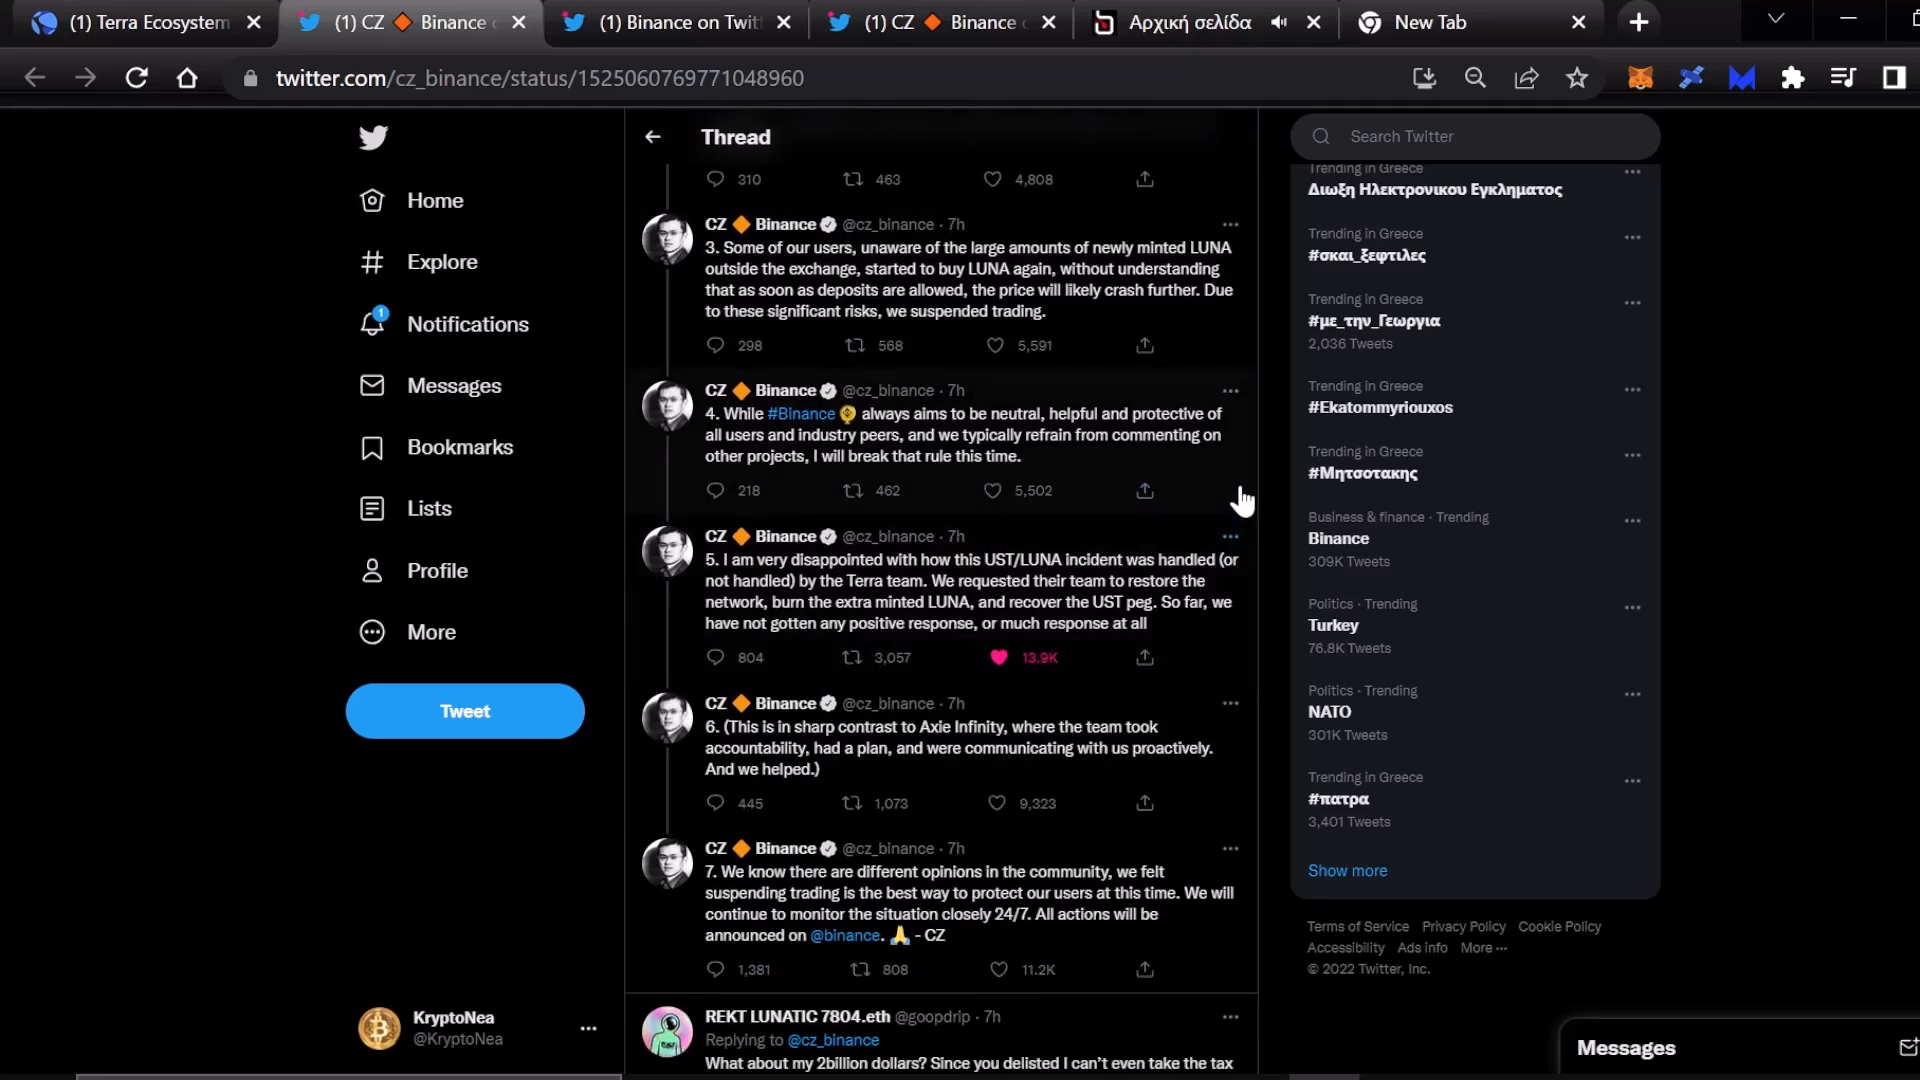 (1) Terra Ecosystem
(1) CZ 🔶 Binance
(1) Binance on Twit
(1) CZ 🔶 Binance
Αρχική σελίδα
New Tab
twitter.com/cz_binance/status/1525060769771048960
Home
Explore
1
Notifications
Messages
Bookmarks
Lists
Profile
More
Tweet
KryptoNea
@KryptoNea
Thread
310 463 4,808
CZ 🔶 Binance @cz_binance · 7h
3. Some of our users, unaware of the large amounts of newly minted LUNA
outside the exchange, started to buy LUNA again, without understanding
that as soon as deposits are allowed, the price will likely crash further. Due
to these significant risks, we suspended trading.
298 568 5,591
CZ 🔶 Binance @cz_binance · 7h
4. While #Binance always aims to be neutral, helpful and protective of
all users and industry peers, and we typically refrain from commenting on
other projects, I will break that rule this time.
218 462 5,502
CZ 🔶 Binance @cz_binance · 7h
5. I am very disappointed with how this UST/LUNA incident was handled (or
not handled) by the Terra team. We requested their team to restore the
network, burn the extra minted LUNA, and recover the UST peg. So far, we
have not gotten any positive response, or much response at all
804 3,057 13.9K
CZ 🔶 Binance @cz_binance · 7h
6. (This is in sharp contrast to Axie Infinity, where the team took
accountability, had a plan, and were communicating with us proactively.
And we helped.)
445 1,073 9,323
CZ 🔶 Binance @cz_binance · 7h
7. We know there are different opinions in the community, we felt
suspending trading is the best way to protect our users at this time. We will
continue to monitor the situation closely 24/7. All actions will be
announced on @binance. 🙏 - CZ
1,381 808 11.2K
REKT LUNATIC 7804.eth @goopdrip · 7h
Replying to @cz_binance
What about my 2billion dollars? Since you delisted I can't even take the tax
Search Twitter
Trending in Greece
Διωξη Ηλεκτρονικου Εγκληματος
Trending in Greece
#σκαι_ξεφτιλες
Trending in Greece
#με_την_Γεωργια
2,036 Tweets
Trending in Greece
#Ekatommyriouxos
Trending in Greece
#Μητσοτακης
Business & finance · Trending
Binance
309K Tweets
Politics · Trending
Turkey
76.8K Tweets
Politics · Trending
NATO
301K Tweets
Trending in Greece
#πατρα
3,401 Tweets
Show more
Terms of Service Privacy Policy Cookie Policy
Accessibility Ads info More ···
© 2022 Twitter, Inc.
Messages